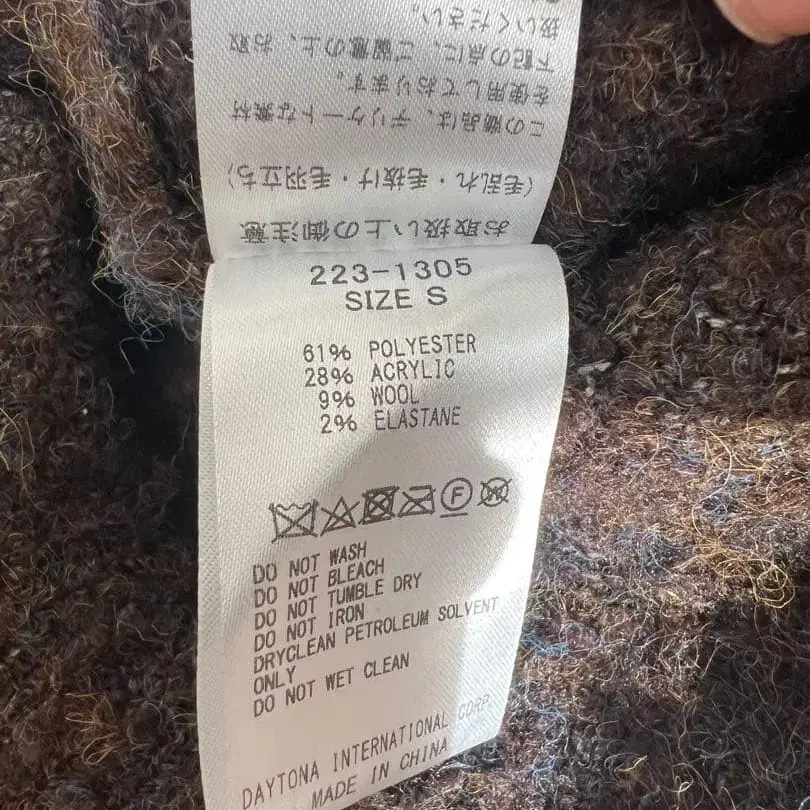 お取扱い上の御注意
(毛乱れ・毛抜け・毛羽立ち)
この商品は、デリケートな素材
を使用しております。
下記の点に、ご留意の上、お取
扱いください。
223-1305
SIZE S
61% POLYESTER
28% ACRYLIC
9% WOOL
2% ELASTANE
F
W
DO NOT WASH
DO NOT BLEACH
DO NOT TUMBLE DRY
DO NOT IRON
DRYCLEAN PETROLEUM SOLVENT
ONLY
DO NOT WET CLEAN
DAYTONA INTERNATIONAL CORP.
MADE IN CHINA